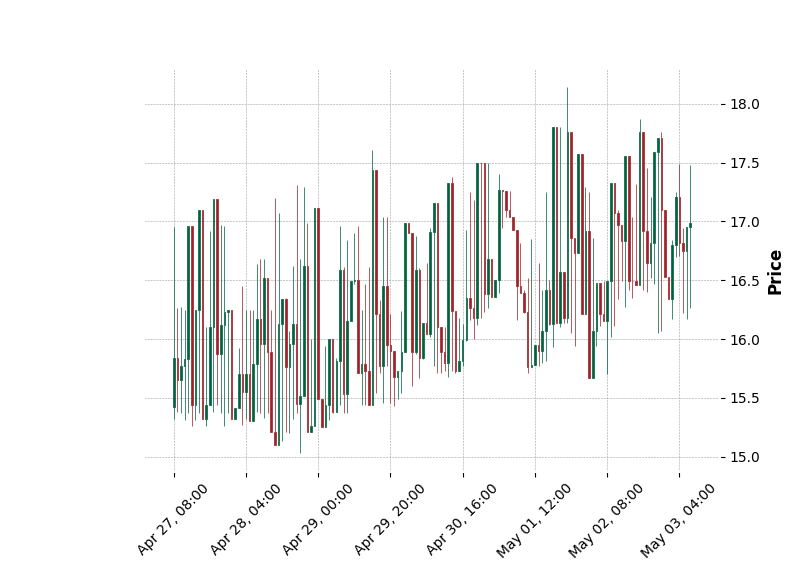 18.0
17.5
17.0
16.5
16.0
15.5
15.0
Price
Apr 27, 08:00
Apr 28, 04:00
Apr 29, 00:00
Apr 29, 20:00
Apr 30, 16:00
May 01, 12:00
May 02, 08:00
May 03, 04:00